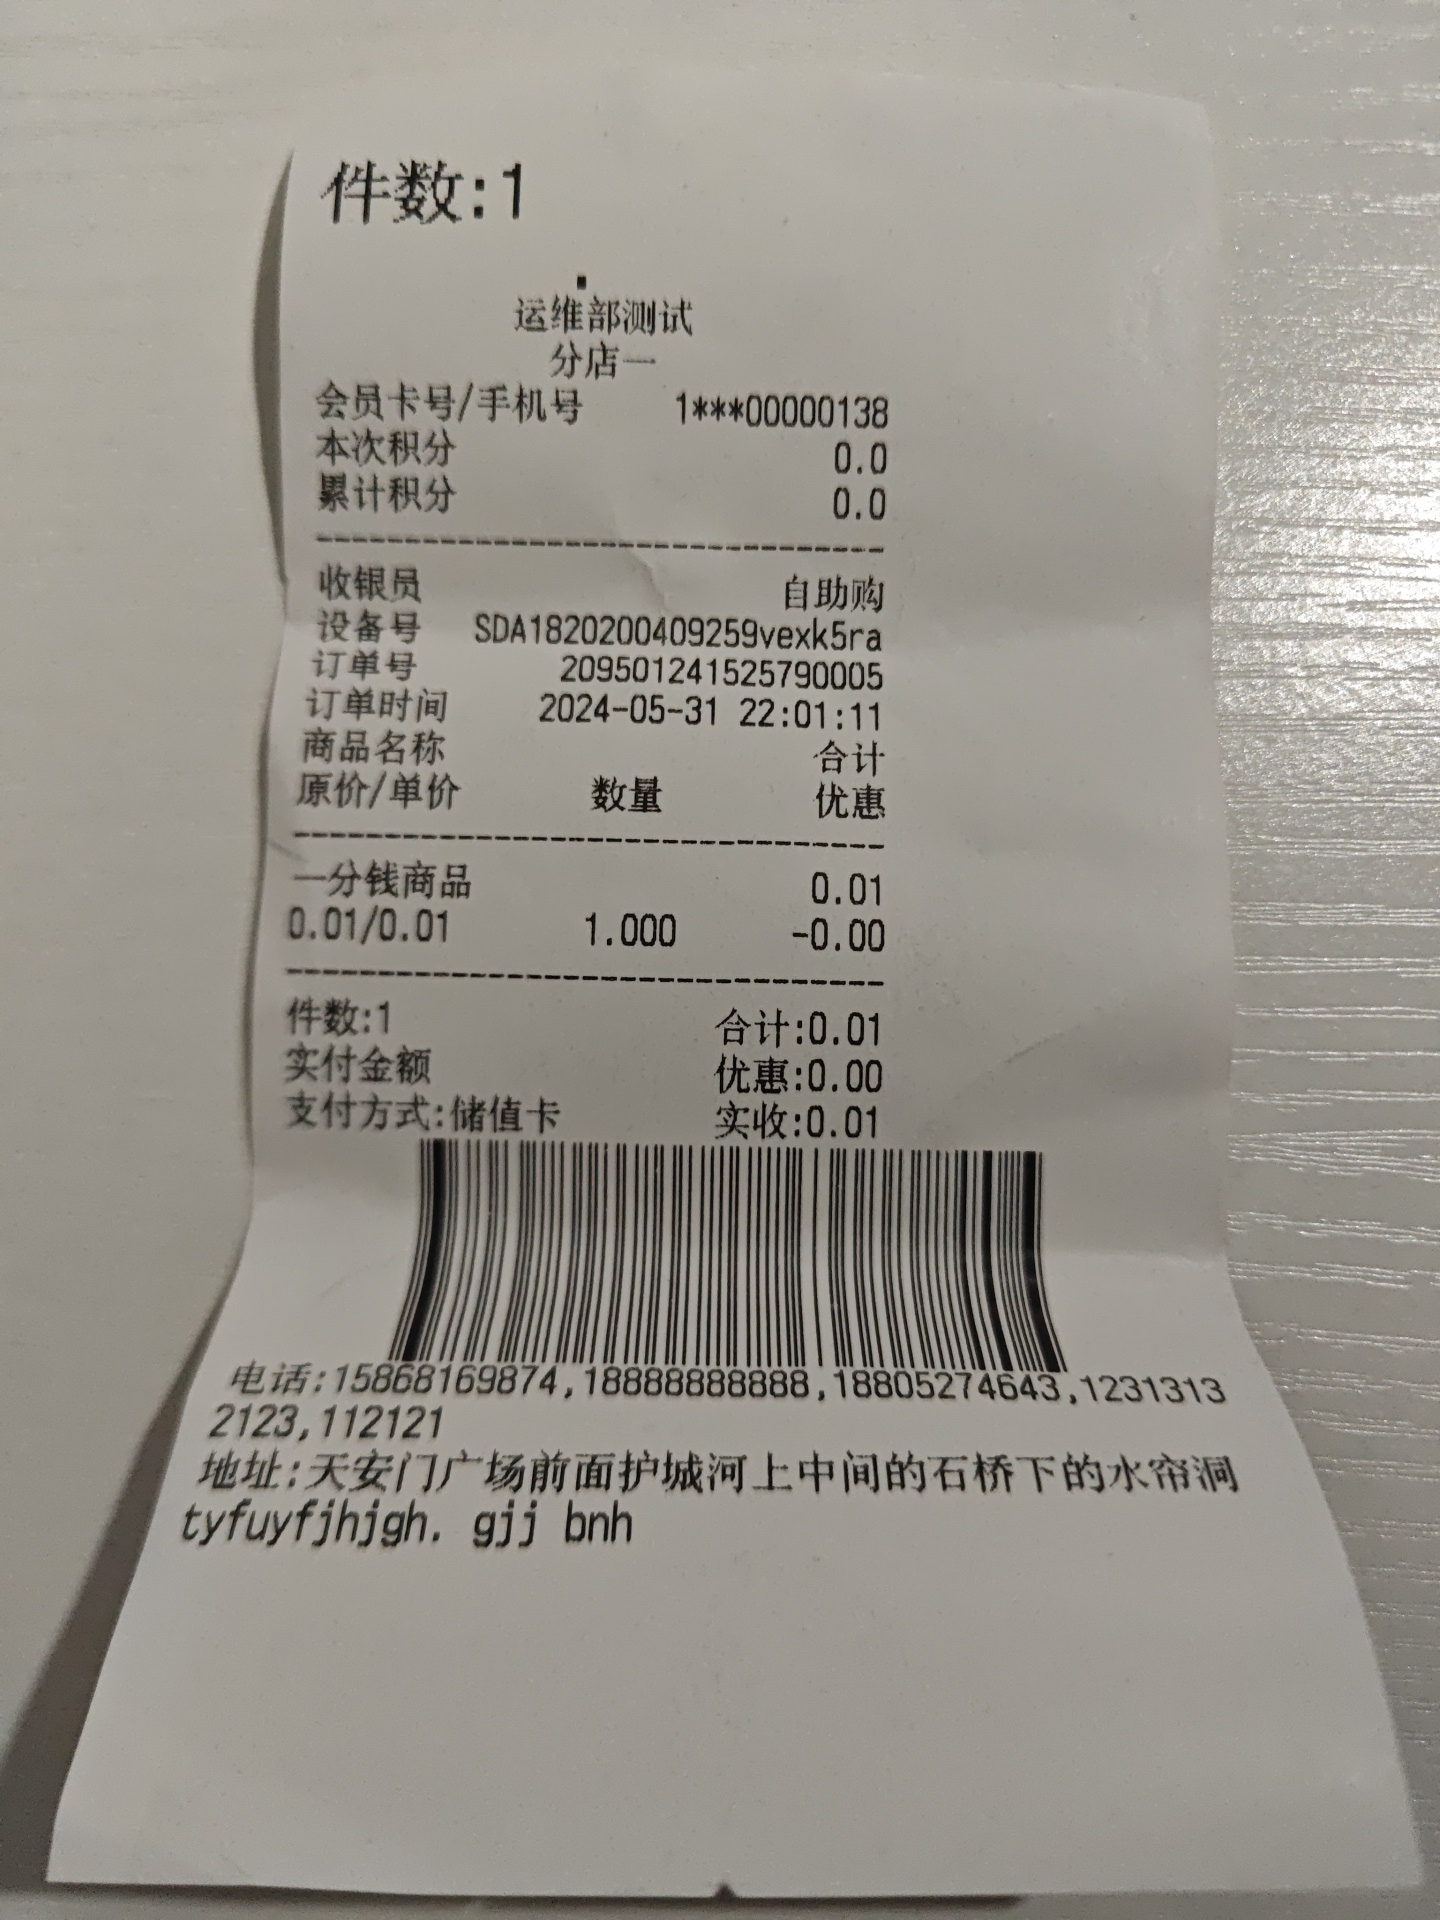 件数:1
.
运维部测试
分店一
会员卡号/手机号 1***00000138
本次积分 0.0
累计积分 0.0
--------------------------------
收银员 自助购
设备号 SDA1820200409259vexk5ra
订单号 209501241525790005
订单时间 2024-05-31 22:01:11
商品名称 合计
原价/单价 数量 优惠
--------------------------------
一分钱商品 0.01
0.01/0.01 1.000 -0.00
--------------------------------
件数:1 合计:0.01
实付金额 优惠:0.00
支付方式:储值卡 实收:0.01
电话:15868169874,18888888888,18805274643,1231313
2123,112121
地址:天安门广场前面护城河上中间的石桥下的水帘洞
tyfuyfjhjgh. gjj bnh